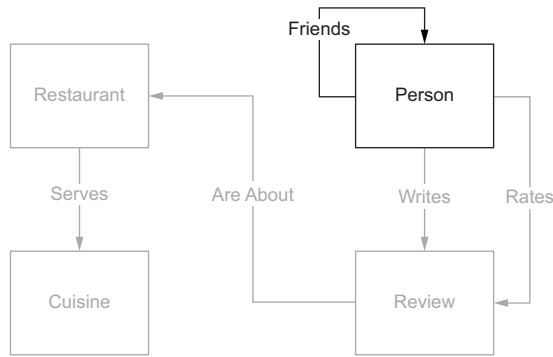 Friends
Restaurant
Person
Serves
Are About
Writes
Rates
Cuisine
Review